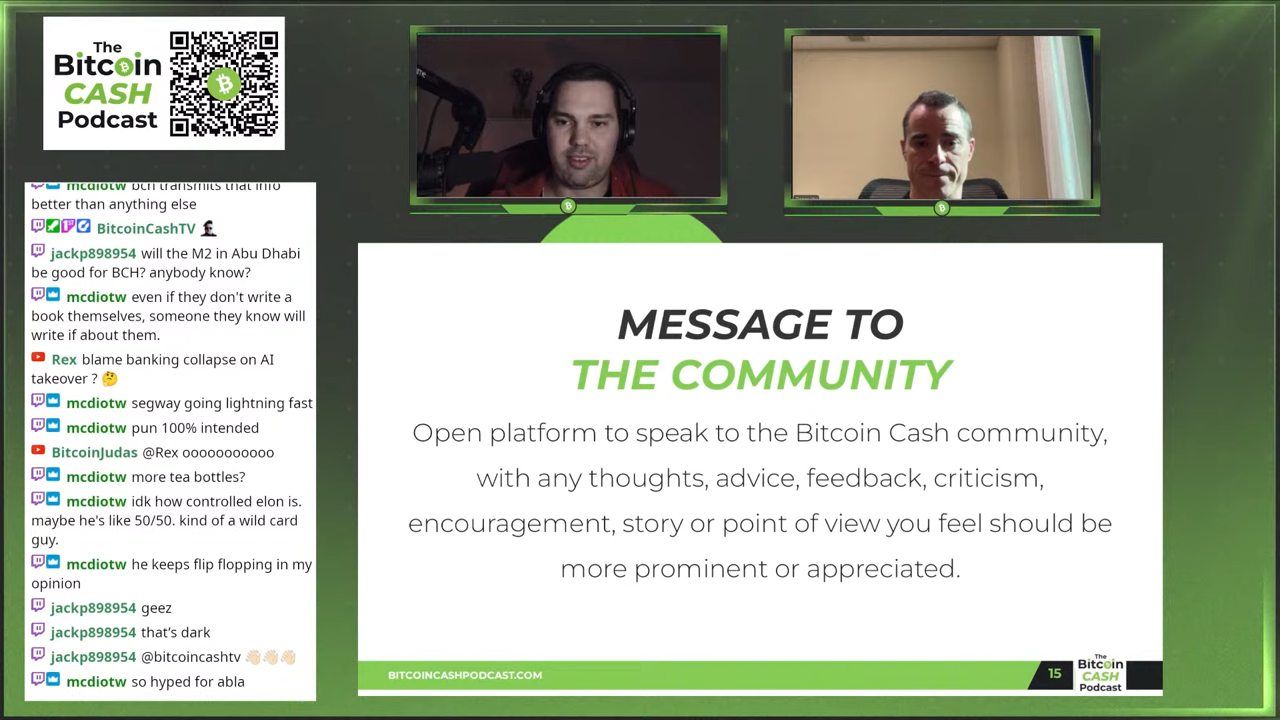 The
Bitcoin
CASH
Podcast
mcdiotw bch transmits that info
better than anything else
BitcoinCashTV
jackp898954 will the M2 in Abu Dhabi
be good for BCH? anybody know?
mcdiotw even if they don't write a
book themselves, someone they know will
write if about them.
Rex blame banking collapse on AI
takeover ? 🤔
mcdiotw segway going lightning fast
mcdiotw pun 100% intended
BitcoinJudas @Rex ooooooooooo
mcdiotw more tea bottles?
mcdiotw idk how controlled elon is.
maybe he's like 50/50. kind of a wild card
guy.
mcdiotw he keeps flip flopping in my
opinion
jackp898954 geez
jackp898954 that's dark
jackp898954 @bitcoincashtv 👏🏻👏🏻👏🏻
mcdiotw so hyped for abla
MESSAGE TO
THE COMMUNITY
Open platform to speak to the Bitcoin Cash community,
with any thoughts, advice, feedback, criticism,
encouragement, story or point of view you feel should be
more prominent or appreciated.
BITCOINCASHPODCAST.COM
15
The
Bitcoin
CASH
Podcast